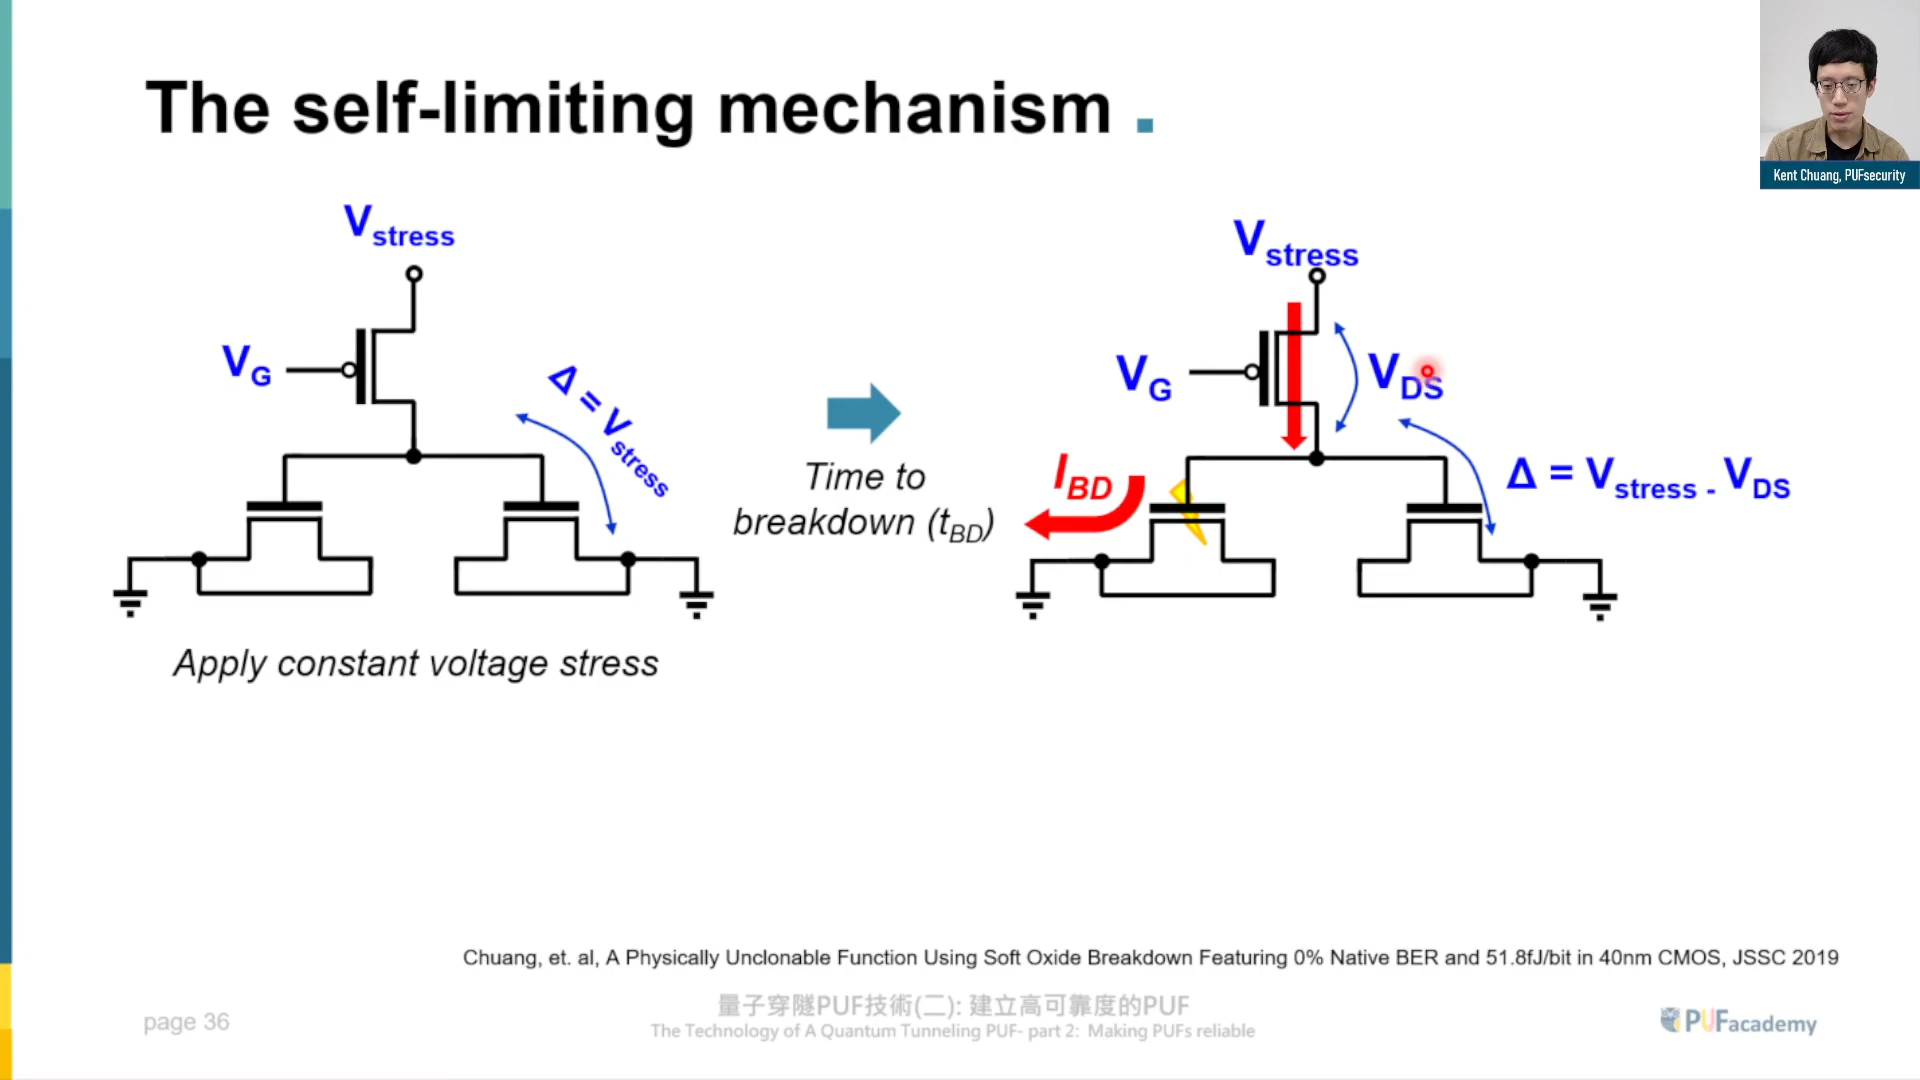 The self-limiting mechanism .
Kent Chuang, PUFsecurity
Vstress
VG
Δ = Vstress
Apply constant voltage stress
Time to
breakdown (tBD)
Vstress
VG
VDS
IBD
Δ = Vstress - VDS
Chuang, et. al, A Physically Unclonable Function Using Soft Oxide Breakdown Featuring 0% Native BER and 51.8fJ/bit in 40nm CMOS, JSSC 2019
page 36
量子穿隧PUF技術(二): 建立高可靠度的PUF
The Technology of A Quantum Tunneling PUF- part 2: Making PUFs reliable
PUFacademy